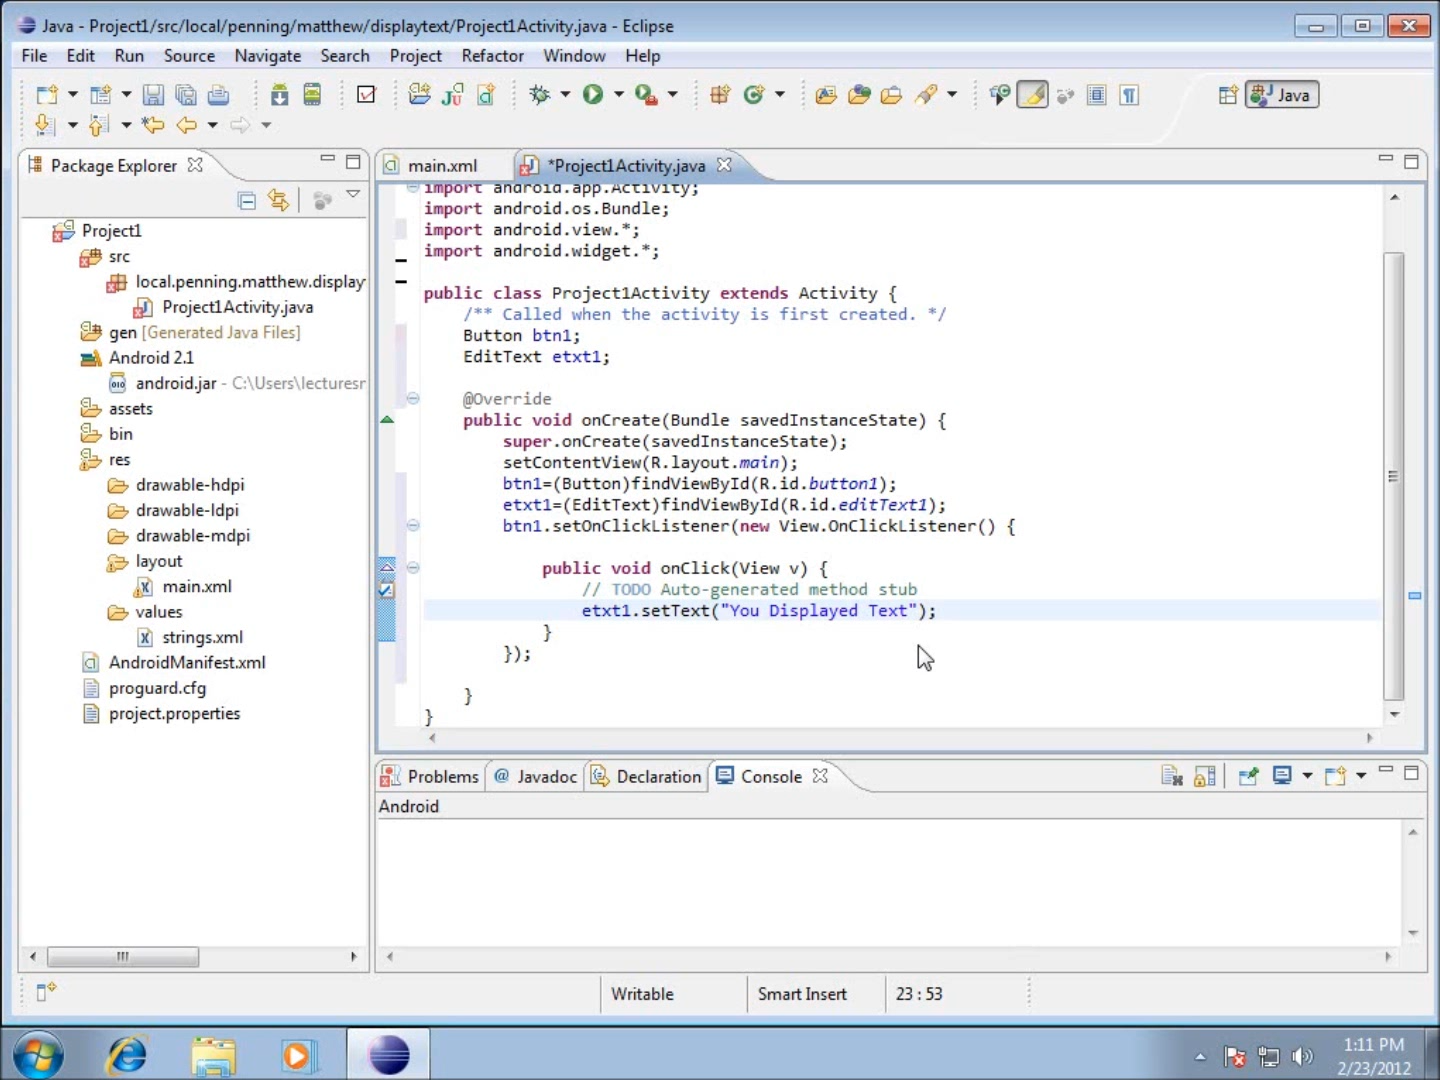 Java - Project1/src/local/penning/matthew/displaytext/Project1Activity.java - Eclipse
File Edit Run Source Navigate Search Project Refactor Window Help
Java
Package Explorer
main.xml
*Project1Activity.java
Project1
src
local.penning.matthew.display
Project1Activity.java
gen [Generated Java Files]
Android 2.1
android.jar - C:\Users\lecturesr
assets
bin
res
drawable-hdpi
drawable-ldpi
drawable-mdpi
layout
main.xml
values
strings.xml
AndroidManifest.xml
proguard.cfg
project.properties
import android.app.Activity;
import android.os.Bundle;
import android.view.*;
import android.widget.*;
public class Project1Activity extends Activity {
/** Called when the activity is first created. */
Button btn1;
EditText etxt1;
@Override
public void onCreate(Bundle savedInstanceState) {
super.onCreate(savedInstanceState);
setContentView(R.layout.main);
btn1=(Button)findViewById(R.id.button1);
etxt1=(EditText)findViewById(R.id.editText1);
btn1.setOnClickListener(new View.OnClickListener() {
public void onClick(View v) {
// TODO Auto-generated method stub
etxt1.setText("You Displayed Text");
}
});
}
}
Problems @ Javadoc Declaration Console
Android
Writable Smart Insert 23 : 53
1:11 PM
2/23/2012